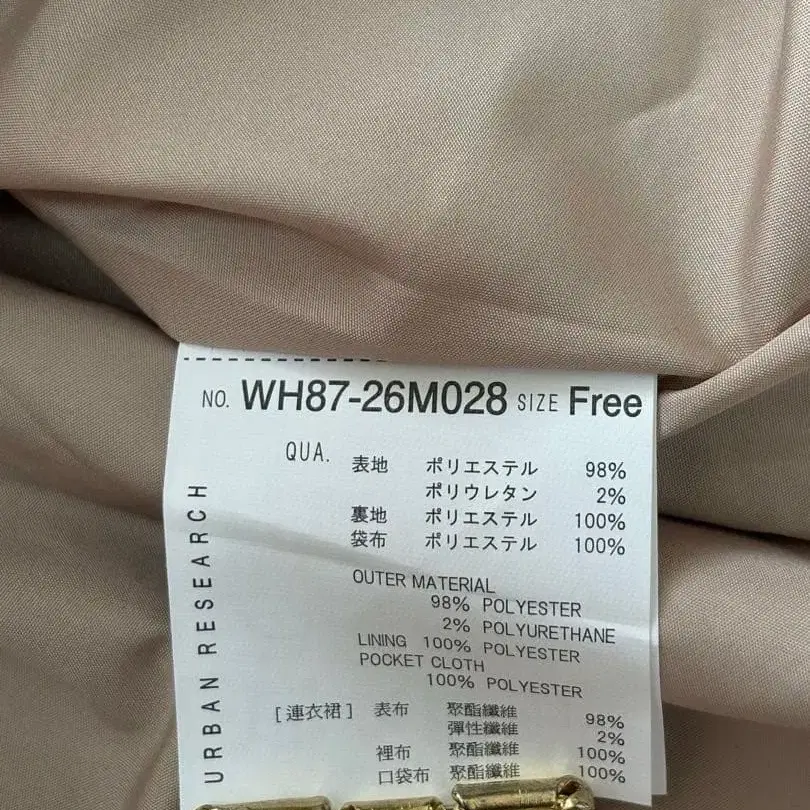 NO. WH87-26M028 SIZE Free
QUA.
表地 ポリエステル 98%
ポリウレタン 2%
裏地 ポリエステル 100%
袋布 ポリエステル 100%
OUTER MATERIAL
98% POLYESTER
2% POLYURETHANE
LINING 100% POLYESTER
POCKET CLOTH
100% POLYESTER
[連衣裙] 表布 聚酯纖維 98%
彈性纖維 2%
裡布 聚酯纖維 100%
口袋布 聚酯纖維 100%
URBAN RESEARCH